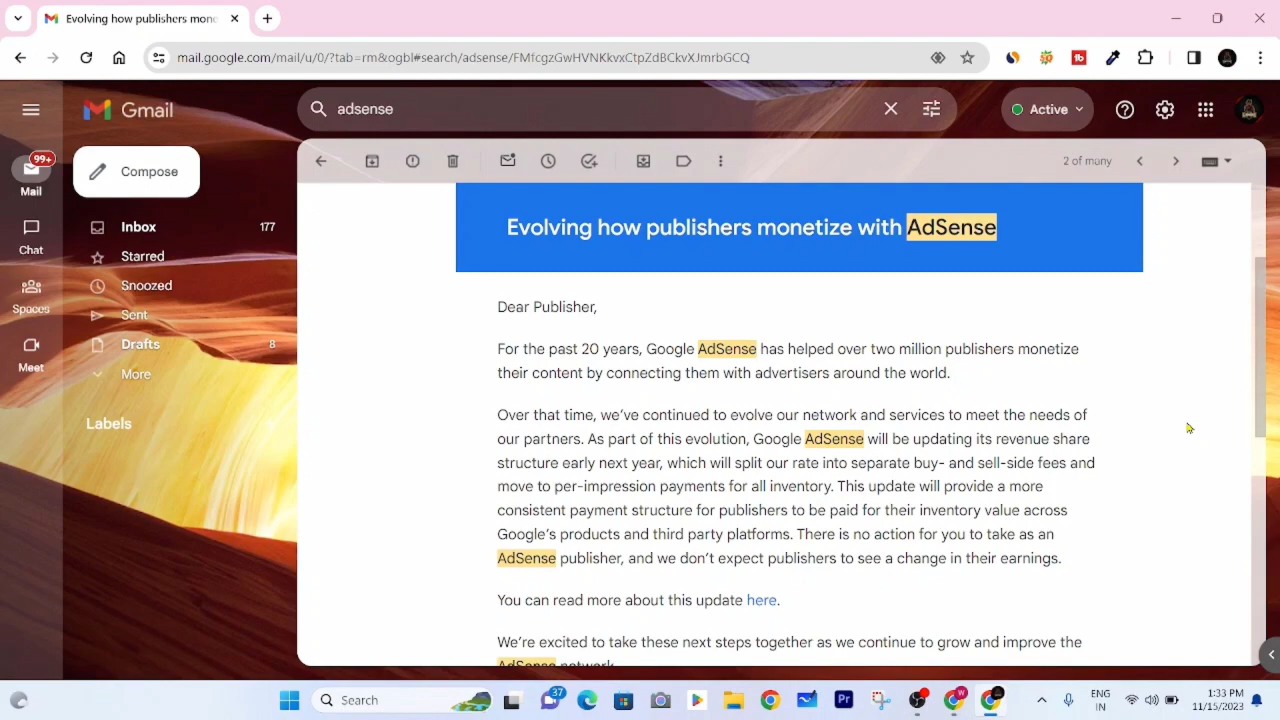 Evolving how publishers mone
mail.google.com/mail/u/0/?tab=rm&ogbl#search/adsense/FMfcgzGwHVNKkvxCtpZdBCkvXJmrbGCQ
Gmail
adsense
Active
99+
Mail
Compose
2 of many
Chat
Spaces
Meet
Inbox 177
Starred
Snoozed
Sent
Drafts 8
More
Labels
Evolving how publishers monetize with AdSense
Dear Publisher,
For the past 20 years, Google AdSense has helped over two million publishers monetize
their content by connecting them with advertisers around the world.
Over that time, we've continued to evolve our network and services to meet the needs of
our partners. As part of this evolution, Google AdSense will be updating its revenue share
structure early next year, which will split our rate into separate buy- and sell-side fees and
move to per-impression payments for all inventory. This update will provide a more
consistent payment structure for publishers to be paid for their inventory value across
Google's products and third party platforms. There is no action for you to take as an
AdSense publisher, and we don't expect publishers to see a change in their earnings.
You can read more about this update here.
We're excited to take these next steps together as we continue to grow and improve the
AdSense network
Search
37
Pr
W
ENG
IN
1:33 PM
11/15/2023